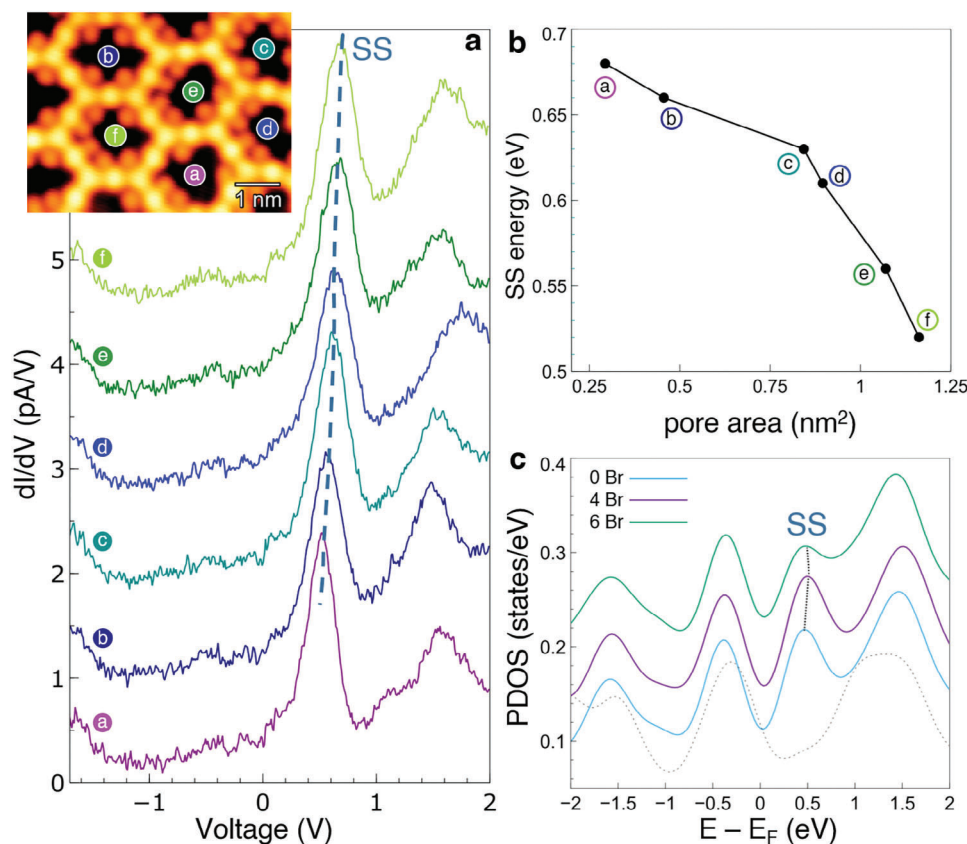 a
SS
b
c
e
d
f
a
1 nm
5
4
3
2
1
0
f
e
d
c
b
a
−1
0
1
2
Voltage (V)
dI/dV (pA/V)
b
0.7
0.65
0.6
0.55
0.5
SS energy (eV)
a
b
c
d
e
f
0.25
0.5
0.75
1
1.25
pore area (nm²)
c
0.4
0.3
0.2
0.1
PDOS (states/eV)
0 Br
4 Br
6 Br
SS
-2
-1.5
-1
-0.5
0
0.5
1
1.5
2
E – E_F (eV)